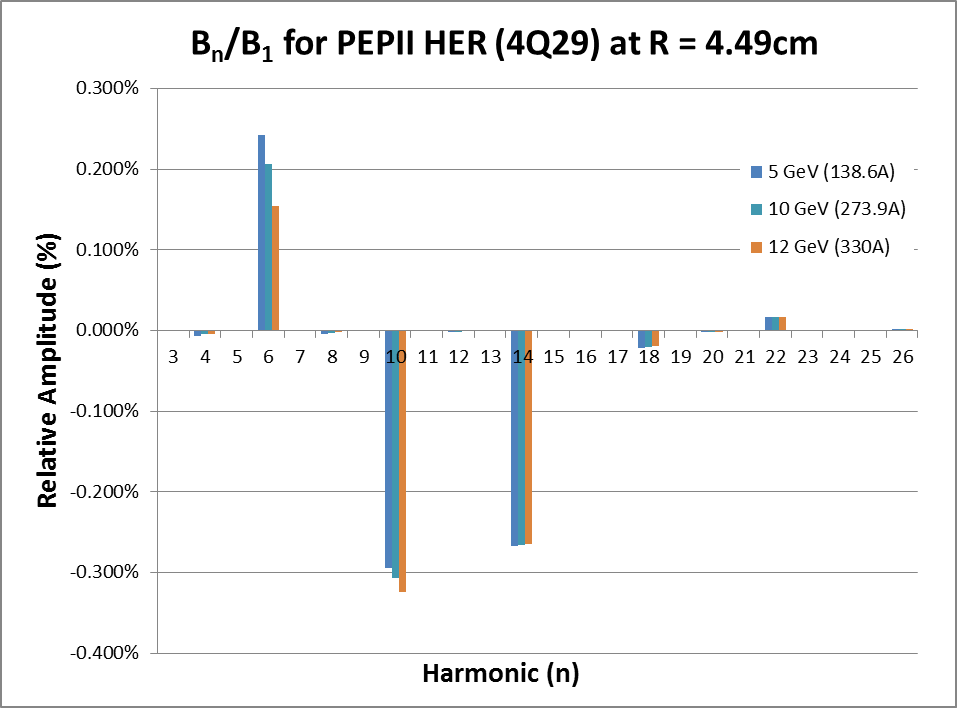 Bn/B1 for PEPII HER (4Q29) at R = 4.49cm
0.300%
0.200%
0.100%
0.000%
-0.100%
-0.200%
-0.300%
-0.400%
Relative Amplitude (%)
5 GeV (138.6A)
10 GeV (273.9A)
12 GeV (330A)
3 4 5 6 7 8 9 10 11 12 13 14 15 16 17 18 19 20 21 22 23 24 25 26
Harmonic (n)